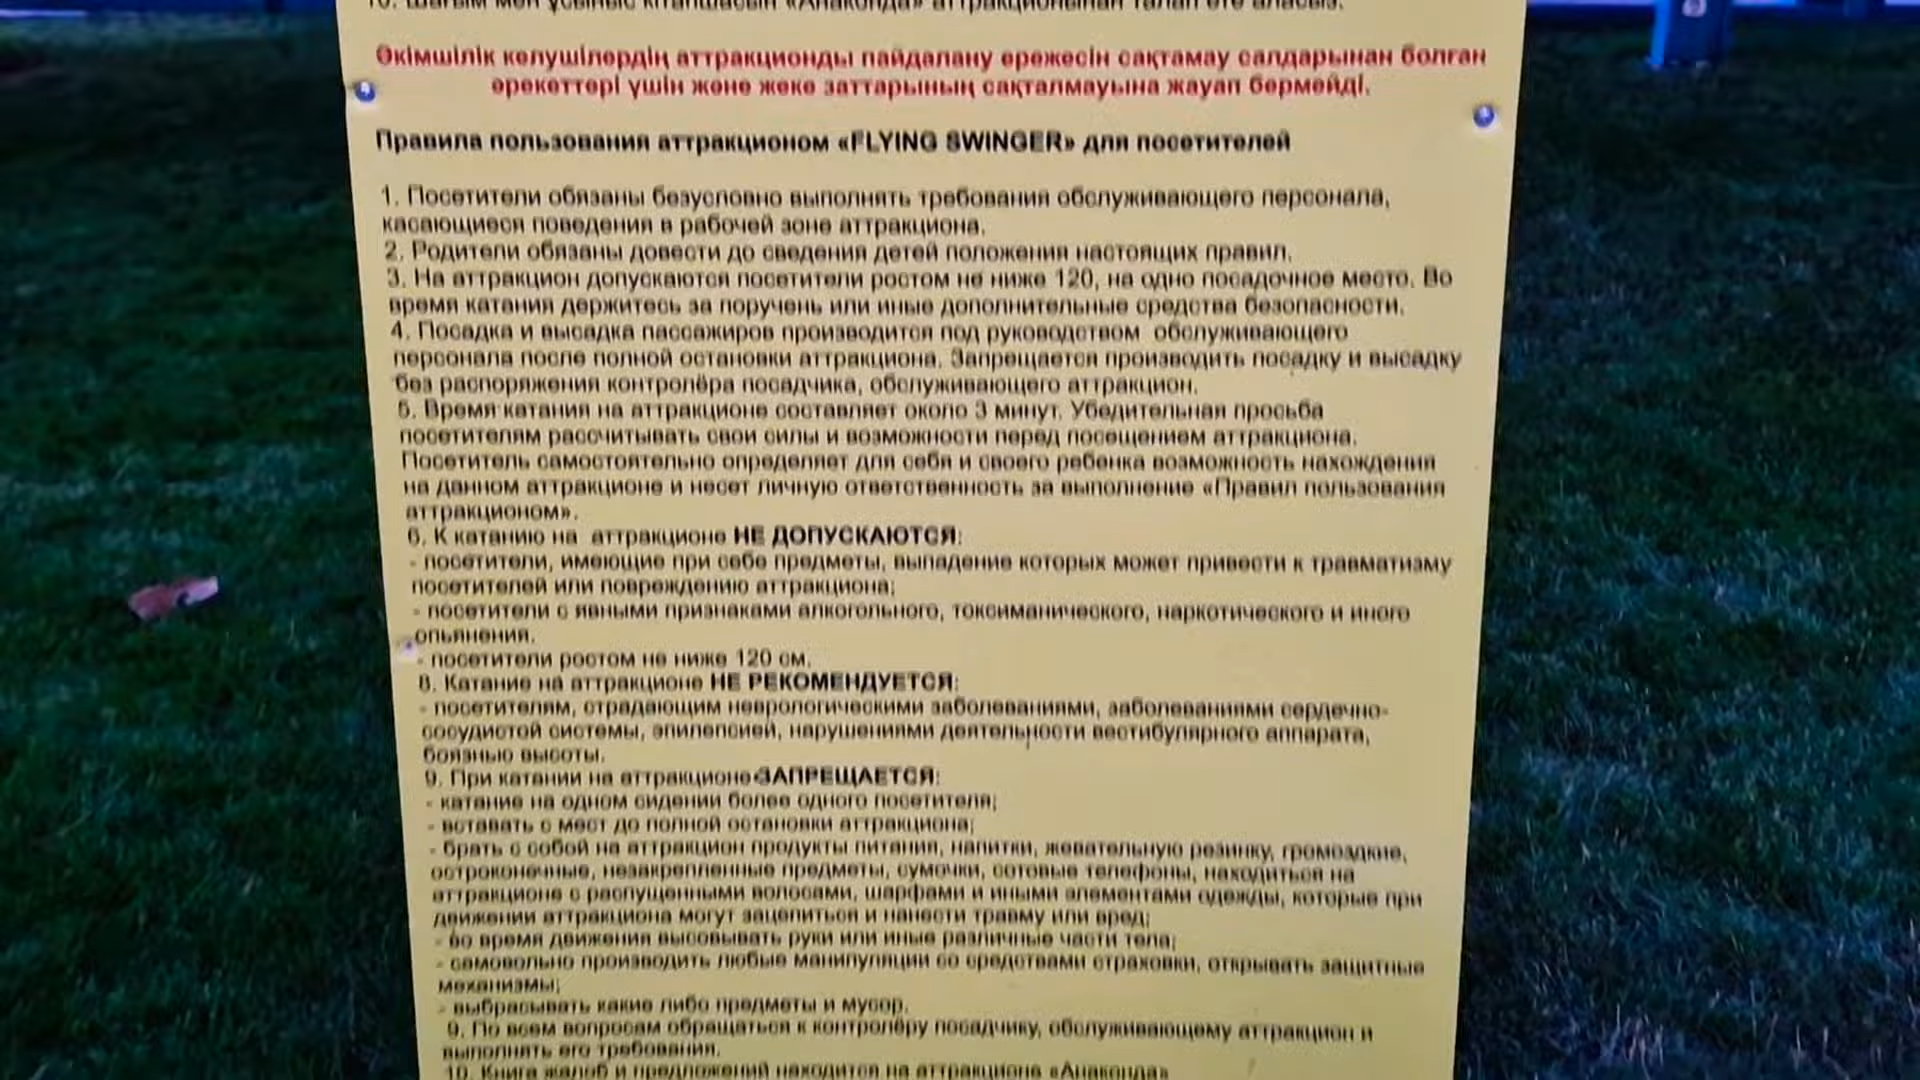 10. Шағым мен ұсыныс кітапшасын «Анаконда» аттракционынан талап ете аласыз.
Әкімшілік келушілердің аттракционды пайдалану ережесін сақтамау салдарынан болған
әрекеттері үшін және жеке заттарының сақталмауына жауап бермейді.
Правила пользования аттракционом «FLYING SWINGER» для посетителей
1. Посетители обязаны безусловно выполнять требования обслуживающего персонала,
касающиеся поведения в рабочей зоне аттракциона.
2. Родители обязаны довести до сведения детей положения настоящих правил.
3. На аттракцион допускаются посетители ростом не ниже 120, на одно посадочное место. Во
время катания держитесь за поручень или иные дополнительные средства безопасности.
4. Посадка и высадка пассажиров производится под руководством обслуживающего
персонала после полной остановки аттракциона. Запрещается производить посадку и высадку
без распоряжения контролёра посадчика, обслуживающего аттракцион.
5. Время катания на аттракционе составляет около 3 минут. Убедительная просьба
посетителям рассчитывать свои силы и возможности перед посещением аттракциона.
Посетитель самостоятельно определяет для себя и своего ребенка возможность нахождения
на данном аттракционе и несет личную ответственность за выполнение «Правил пользования
аттракционом».
6. К катанию на аттракционе НЕ ДОПУСКАЮТСЯ:
- посетители, имеющие при себе предметы, выпадение которых может привести к травматизму
посетителей или повреждению аттракциона;
- посетители с явными признаками алкогольного, токсиманического, наркотического и иного
опьянения.
- посетители ростом не ниже 120 см.
8. Катание на аттракционе НЕ РЕКОМЕНДУЕТСЯ:
- посетителям, страдающим неврологическими заболеваниями, заболеваниями сердечно-
сосудистой системы, эпилепсией, нарушениями деятельности вестибулярного аппарата,
боязнью высоты.
9. При катании на аттракционе ЗАПРЕЩАЕТСЯ:
- катание на одном сидении более одного посетителя;
- вставать с мест до полной остановки аттракциона;
- брать с собой на аттракцион продукты питания, напитки, жевательную резинку, громоздкие,
остроконечные, незакрепленные предметы, сумочки, сотовые телефоны, находиться на
аттракционе с распущенными волосами, шарфами и иными элементами одежды, которые при
движении аттракциона могут зацепиться и нанести травму или вред;
- во время движения высовывать руки или иные различные части тела;
- самовольно производить любые манипуляции со средствами страховки, открывать защитные
механизмы;
- выбрасывать какие либо предметы и мусор.
9. По всем вопросам обращаться к контролёру посадчику, обслуживающему аттракцион и
выполнять его требования.
10. Книга жалоб и предложений находится на аттракционе «Анаконда»